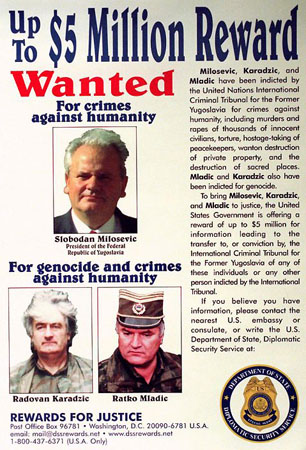 Up To $5 Million Reward
Wanted
For crimes
against humanity
Slobodan Milosevic
President of the Federal
Republic of Yugoslavia
For genocide and crimes
against humanity
Radovan Karadzic
Ratko Mladic
Milosevic, Karadzic, and
Mladic have been indicted by
the United Nations International
Criminal Tribunal for the Former
Yugoslavia for crimes against
humanity, including murders and
rapes of thousands of innocent
civilians, torture, hostage-taking of
peacekeepers, wanton destruction
of private property, and the
destruction of sacred places.
Mladic and Karadzic also have
been indicted for genocide.
To bring Milosevic, Karadzic,
and Mladic to justice, the United
States Government is offering a
reward of up to $5 million for
information leading to the
transfer to, or conviction by, the
International Criminal Tribunal for
the Former Yugoslavia of any of
these individuals or any other
person indicted by the International
Tribunal.
If you believe you have
information, please contact the
nearest U.S. embassy or
consulate, or write the U.S.
Department of State, Diplomatic
Security Service at:
REWARDS FOR JUSTICE
Post Office Box 96781 • Washington, D.C. 20090-6781 U.S.A.
email: mail@dssrewards.net • www.dssrewards.net
1-800-437-6371 (U.S.A. Only)
DEPARTMENT OF STATE
DIPLOMATIC SECURITY SERVICE